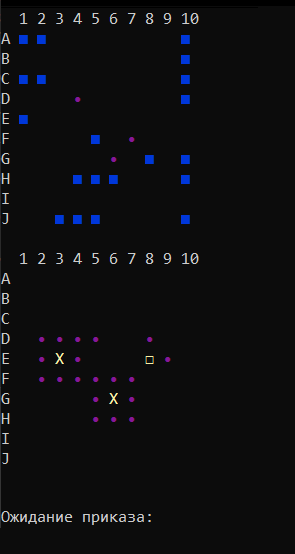 1 2 3 4 5 6 7 8 9 10
A ■ ■ ■
B ■
C ■ ■ ■
D • ■
E ■
F ■ •
G • ■ ■
H ■ ■ ■ ■
I
J ■ ■ ■ ■
1 2 3 4 5 6 7 8 9 10
A
B
C
D • • • • •
E • X • □ •
F • • • • • •
G • X •
H • • •
I
J
Ожидание приказа: